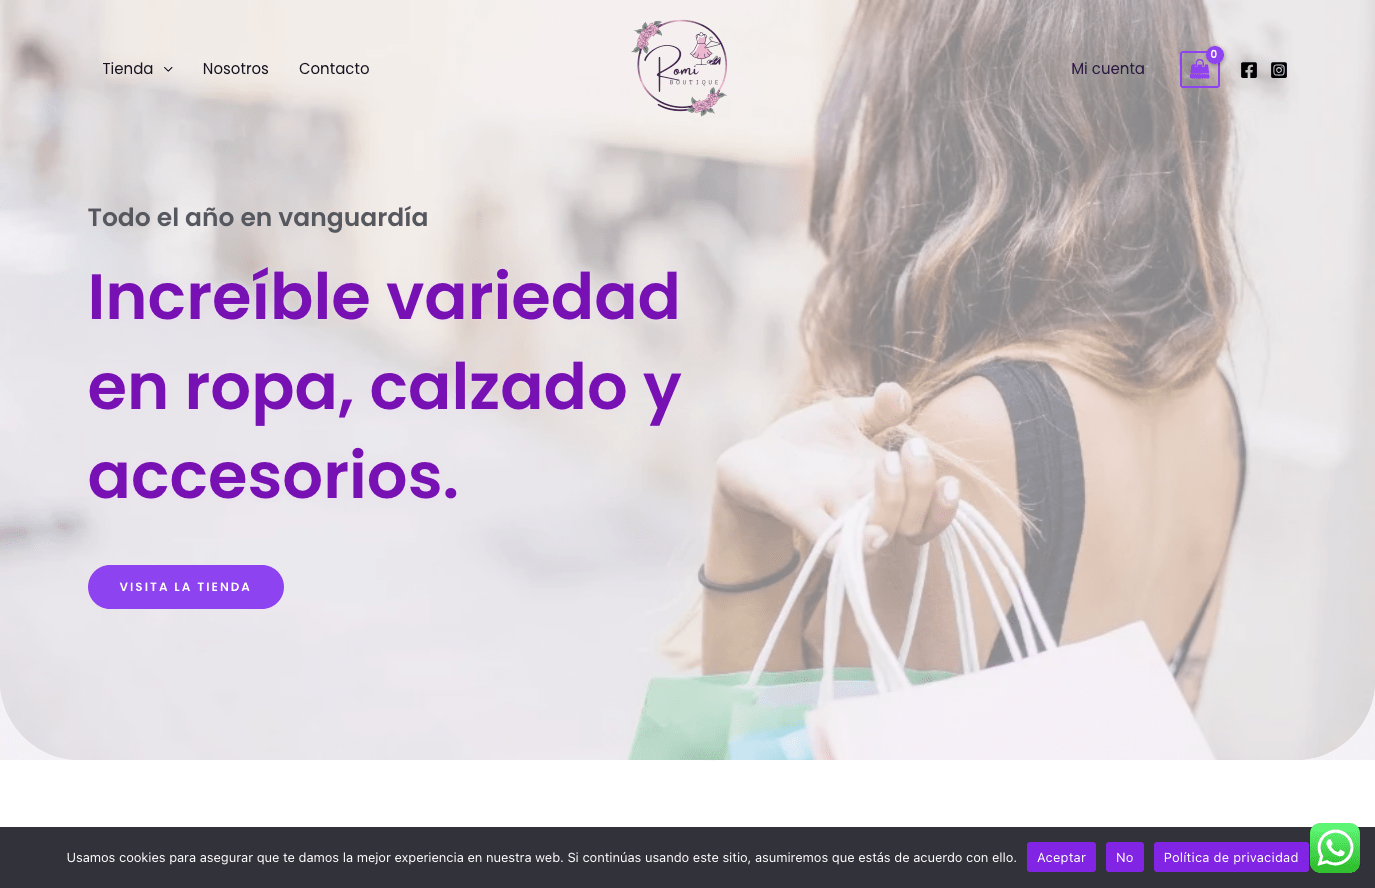 Tienda
Nosotros
Contacto
Romi
BOUTIQUE
Mi cuenta
0
Todo el año en vanguardía
Increíble variedad
en ropa, calzado y
accesorios.
VISITA LA TIENDA
Usamos cookies para asegurar que te damos la mejor experiencia en nuestra web. Si continúas usando este sitio, asumiremos que estás de acuerdo con ello.
Aceptar
No
Política de privacidad